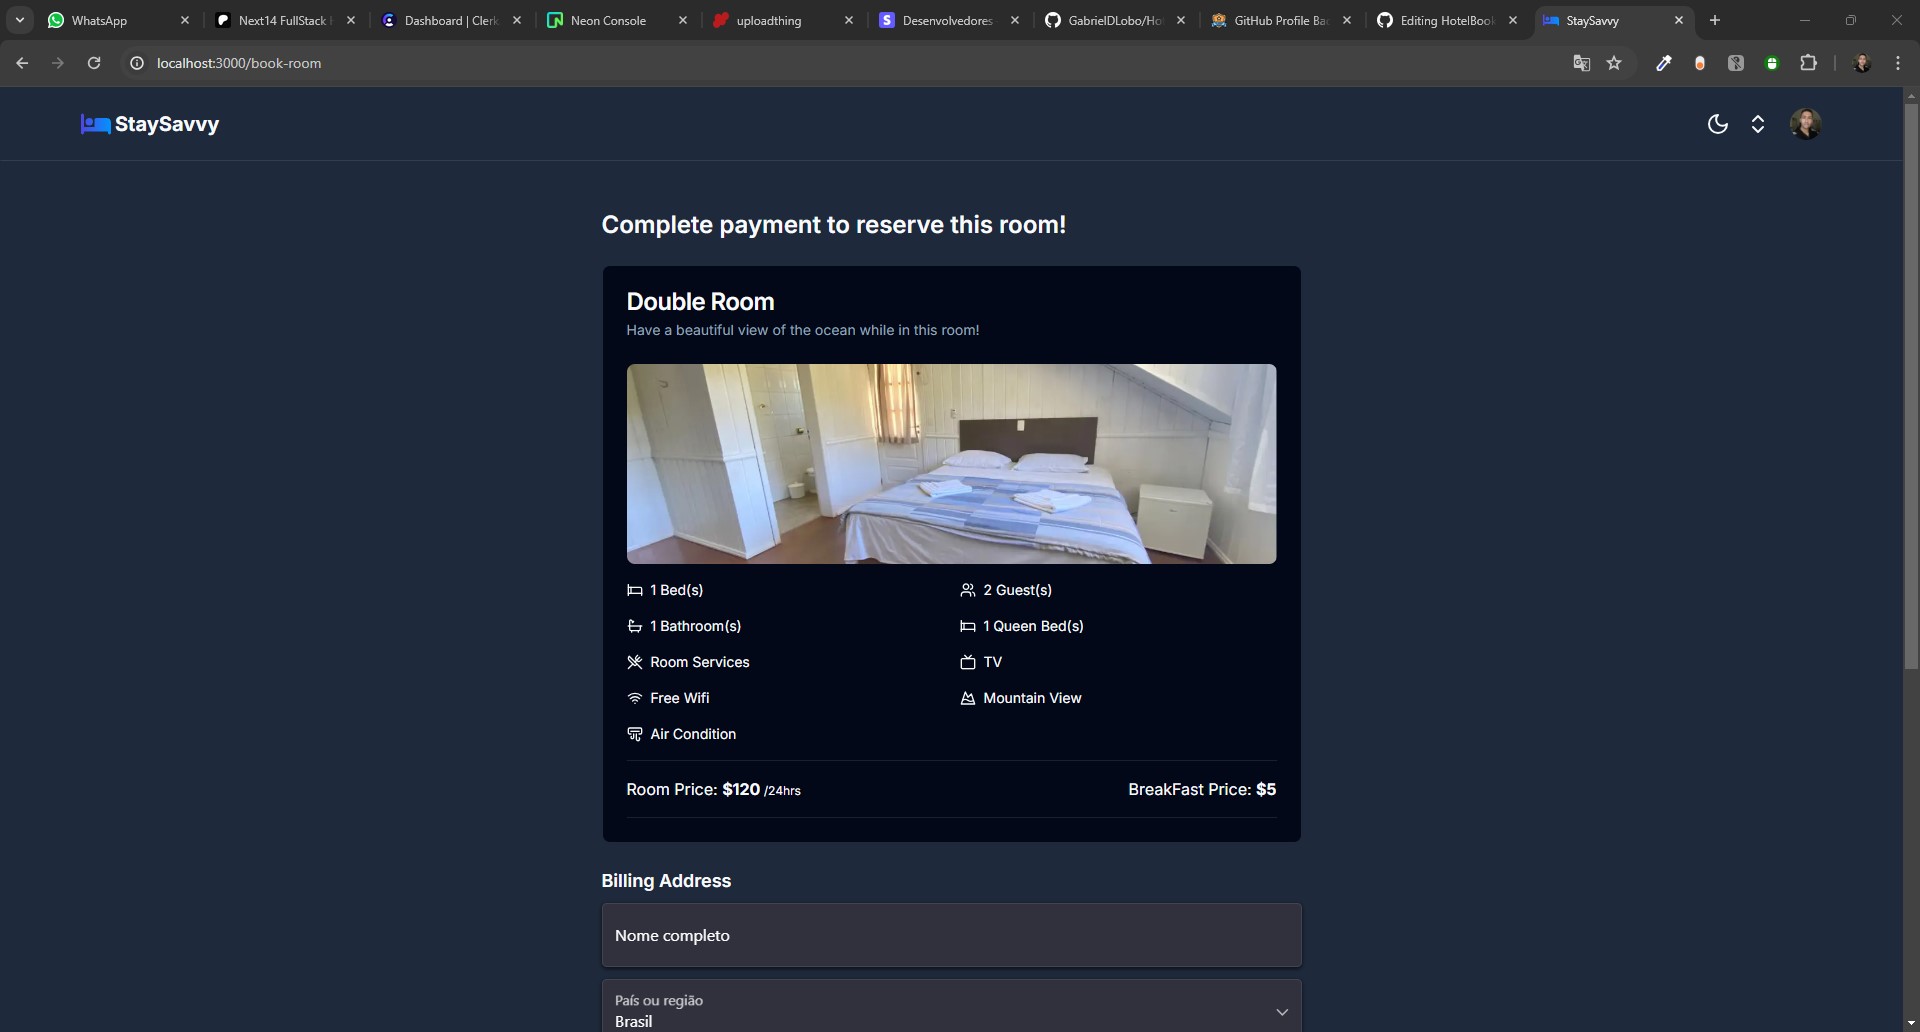 WhatsApp
Next14 FullStack
Dashboard | Clerk
Neon Console
uploadthing
Desenvolvedores
GabrielDLobo/Hot
GitHub Profile Ba
Editing HotelBook
StaySavvy
localhost:3000/book-room
StaySavvy
Complete payment to reserve this room!
Double Room
Have a beautiful view of the ocean while in this room!
1 Bed(s)
2 Guest(s)
1 Bathroom(s)
1 Queen Bed(s)
Room Services
TV
Free Wifi
Mountain View
Air Condition
Room Price: $120 /24hrs
BreakFast Price: $5
Billing Address
Nome completo
País ou região
Brasil